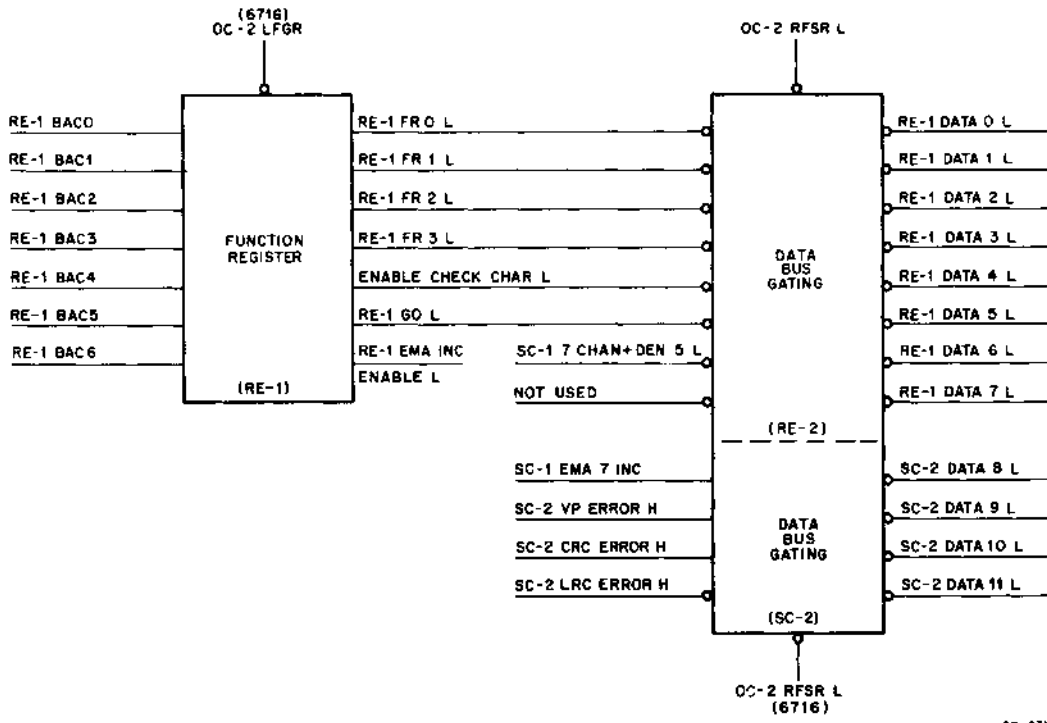 (6716)
OC-2 LFGR
OC-2 RFSR L
RE-1 BAC0
RE-1 BAC1
RE-1 BAC2
RE-1 BAC3
RE-1 BAC4
RE-1 BAC5
RE-1 BAC6
FUNCTION
REGISTER
(RE-1)
RE-1 FR 0 L
RE-1 FR 1 L
RE-1 FR 2 L
RE-1 FR 3 L
ENABLE CHECK CHAR L
RE-1 GO L
RE-1 EMA INC
ENABLE L
SC-1 7 CHAN+DEN 5 L
NOT USED
SC-1 EMA 7 INC
SC-2 VP ERROR H
SC-2 CRC ERROR H
SC-2 LRC ERROR H
DATA
BUS
GATING
(RE-2)
DATA
BUS
GATING
(SC-2)
RE-1 DATA 0 L
RE-1 DATA 1 L
RE-1 DATA 2 L
RE-1 DATA 3 L
RE-1 DATA 4 L
RE-1 DATA 5 L
RE-1 DATA 6 L
RE-1 DATA 7 L
SC-2 DATA 8 L
SC-2 DATA 9 L
SC-2 DATA 10 L
SC-2 DATA 11 L
OC-2 RFSR L
(6716)